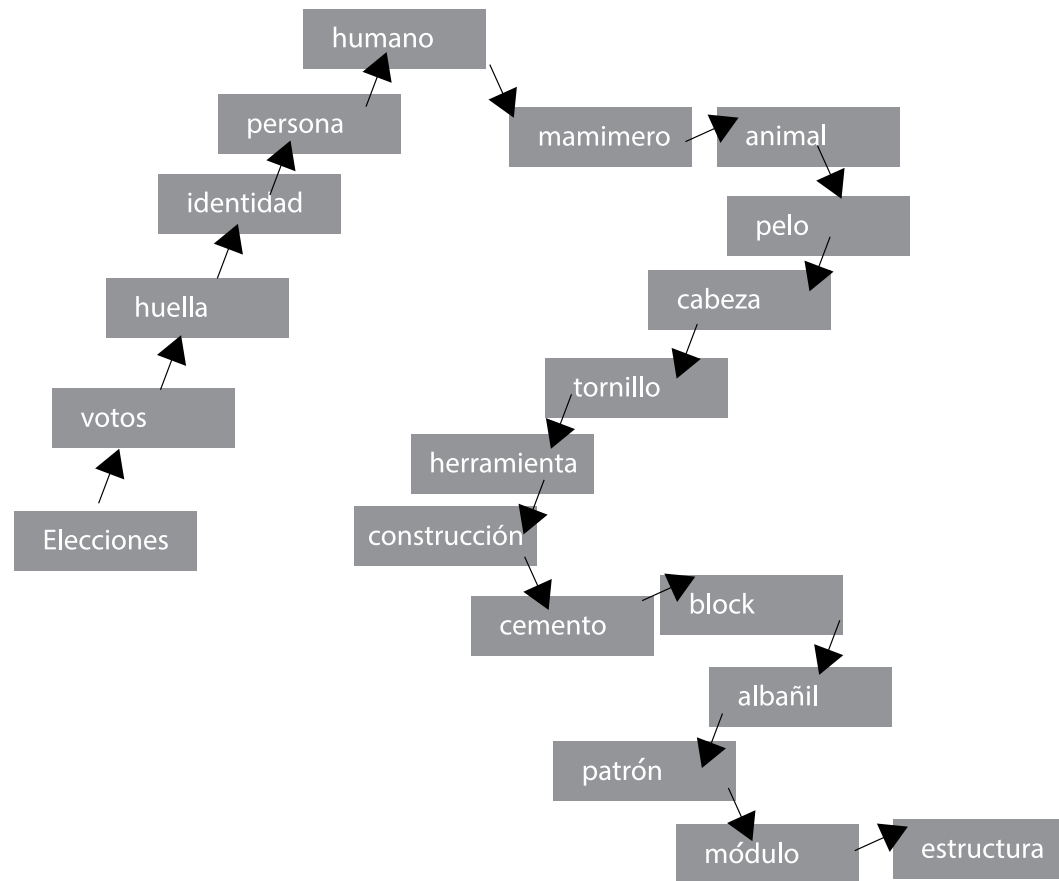 Elecciones
votos
huella
identidad
persona
humano
mamimero
animal
pelo
cabeza
tornillo
herramienta
construcción
cemento
block
albañil
patrón
módulo
estructura